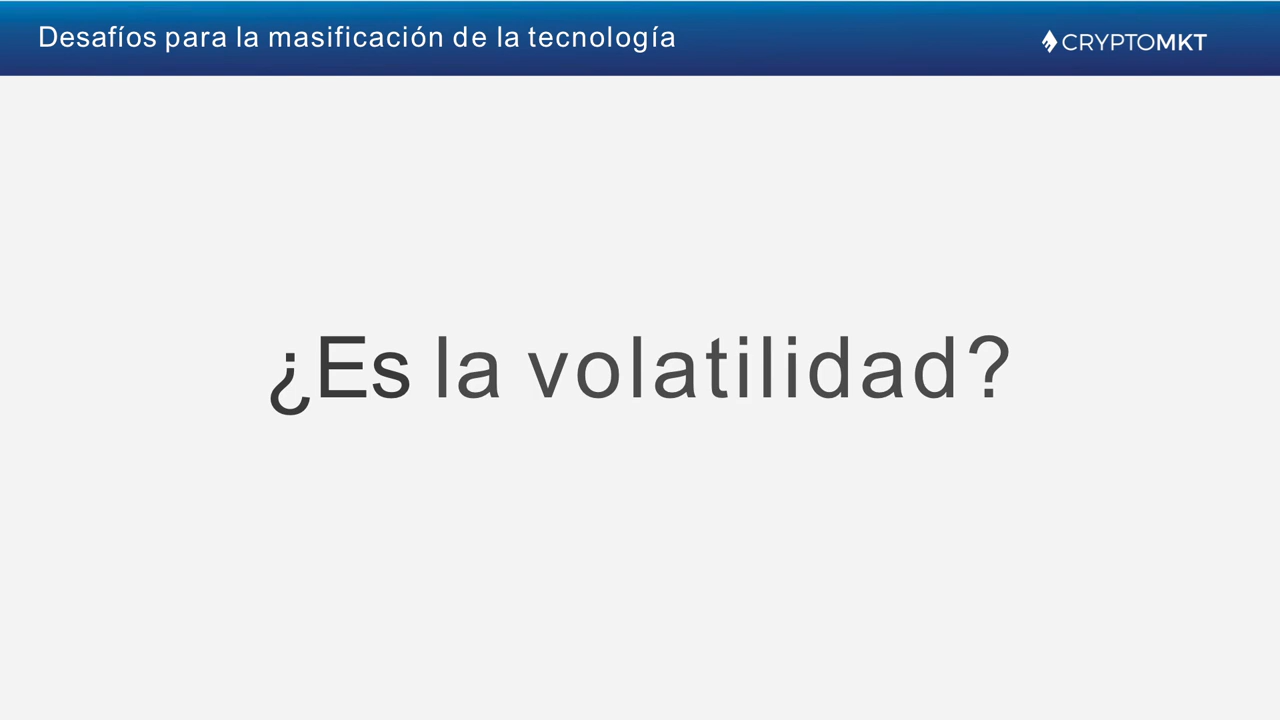 Desafíos para la masificación de la tecnología
CRYPTOMKT
¿Es la volatilidad?